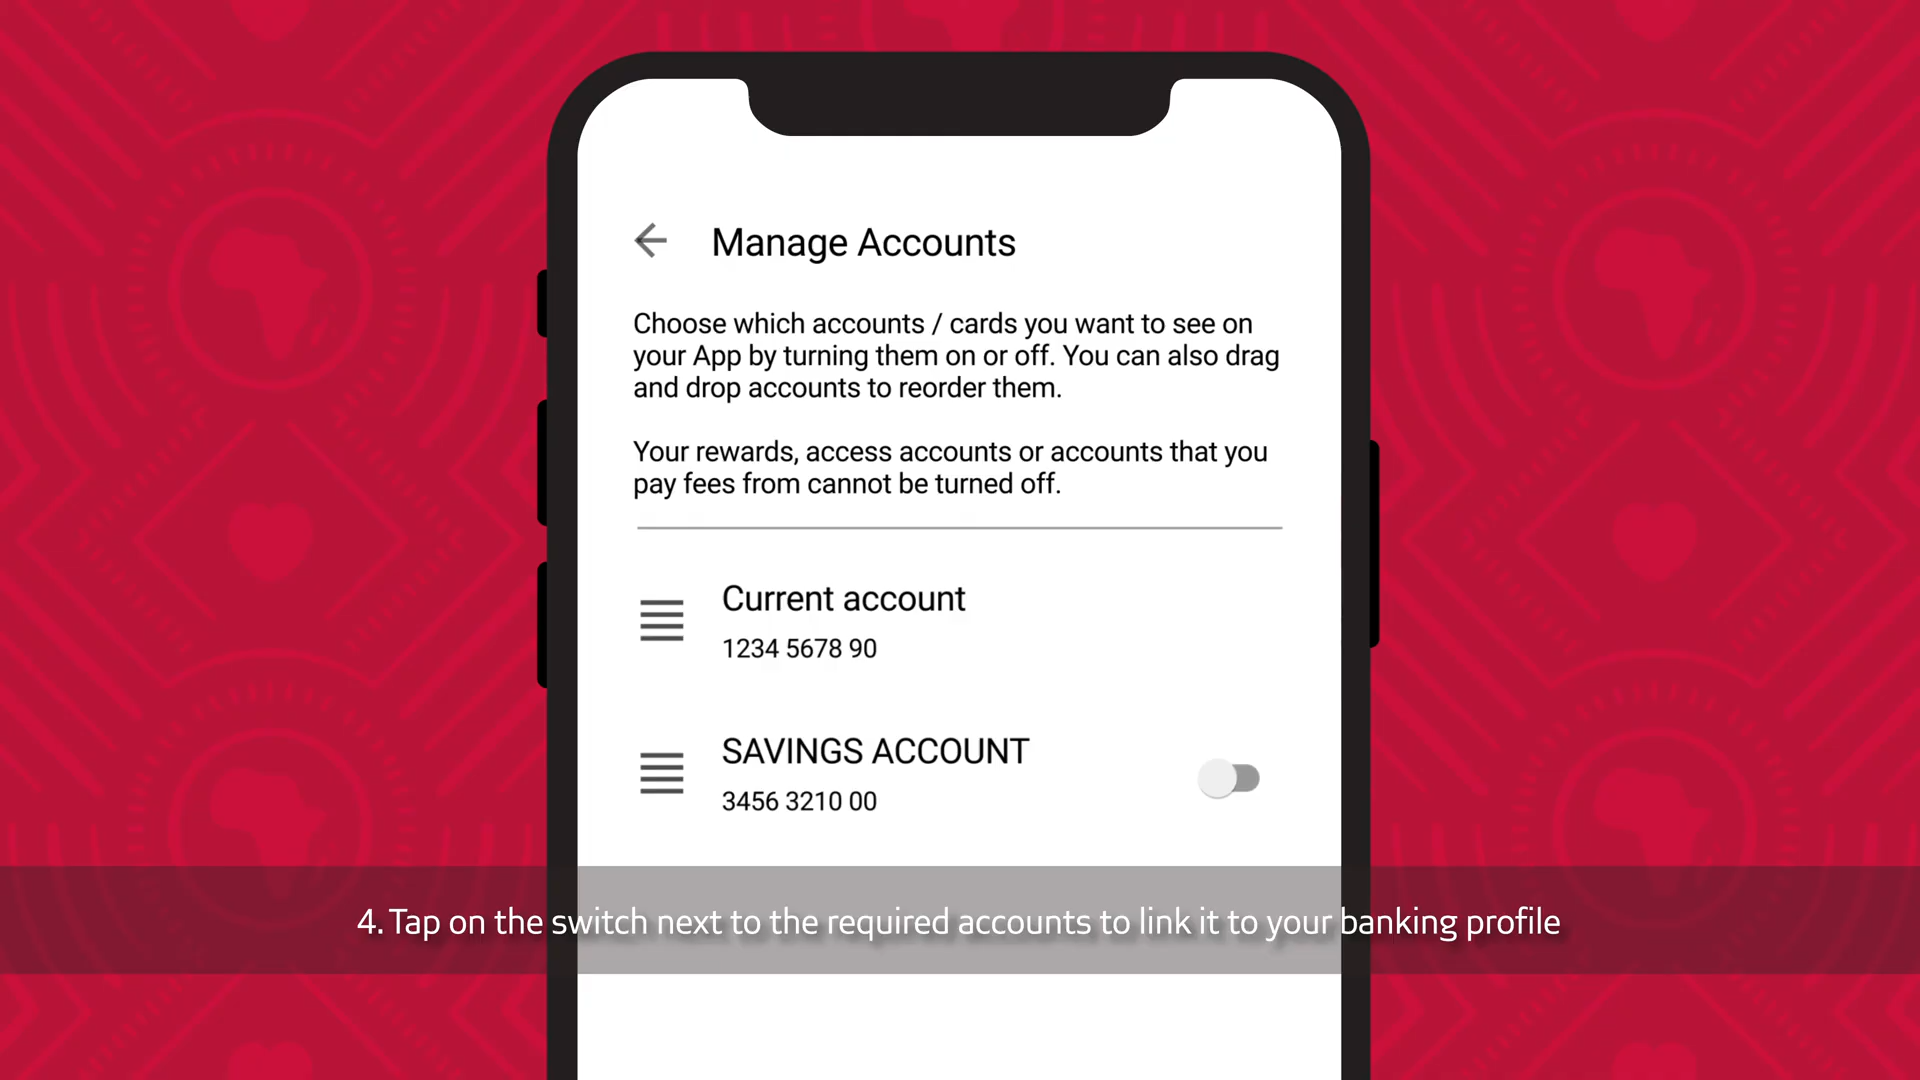 Manage Accounts
Choose which accounts / cards you want to see on
your App by turning them on or off. You can also drag
and drop accounts to reorder them.
Your rewards, access accounts or accounts that you
pay fees from cannot be turned off.
Current account
1234 5678 90
SAVINGS ACCOUNT
3456 3210 00
4. Tap on the switch next to the required accounts to link it to your banking profile